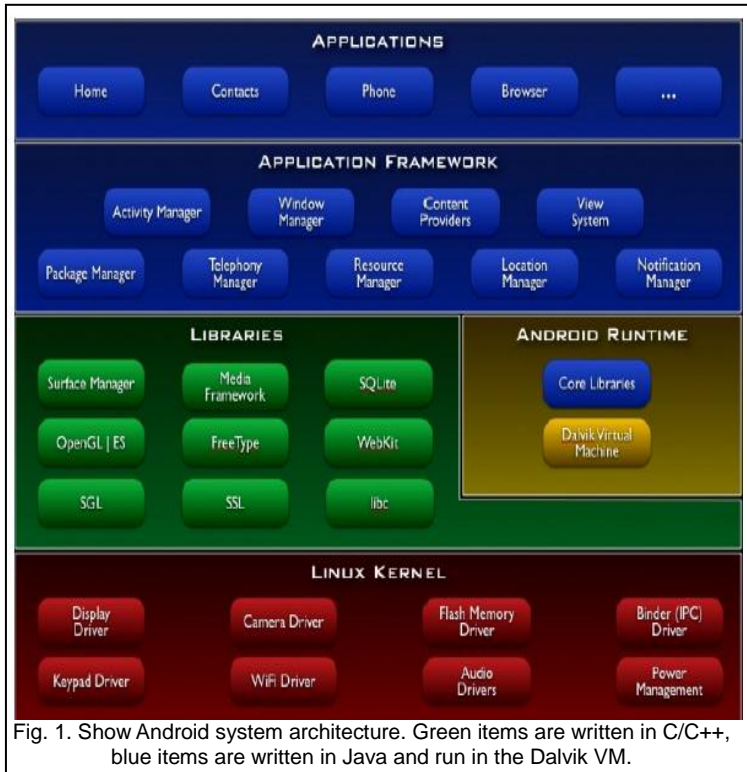 APPLICATIONS
Home Contacts Phone Browser ...
APPLICATION FRAMEWORK
Activity Manager Window Manager Content Providers View System
Package Manager Telephony Manager Resource Manager Location Manager Notification Manager
LIBRARIES
Surface Manager Media Framework SQLite
OpenGL | ES FreeType WebKit
SGL SSL libc
ANDROID RUNTIME
Core Libraries
Dalvik Virtual Machine
LINUX KERNEL
Display Driver Camera Driver Flash Memory Driver Binder (IPC) Driver
Keypad Driver WiFi Driver Audio Drivers Power Management
Fig. 1. Show Android system architecture. Green items are written in C/C++,
blue items are written in Java and run in the Dalvik VM.